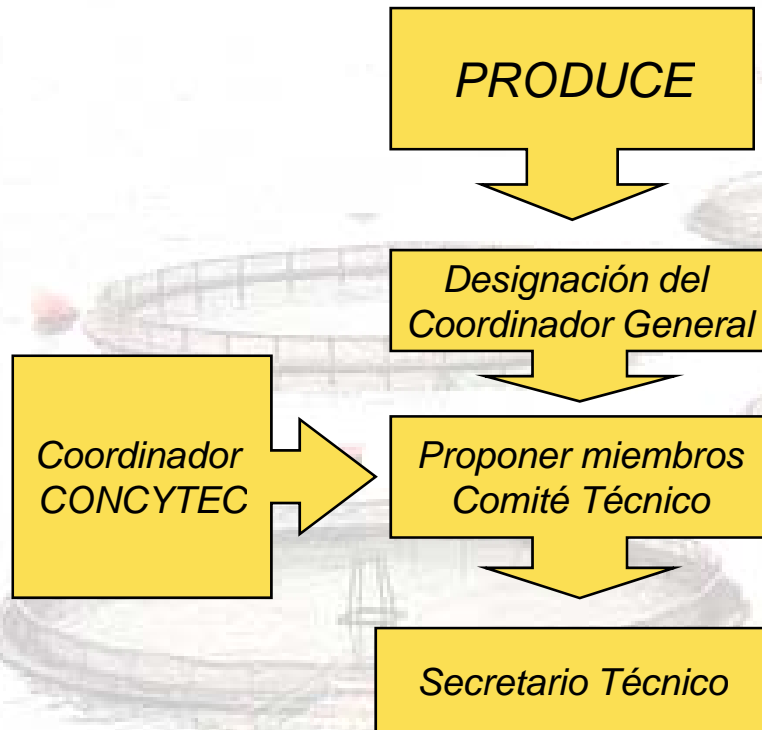 PRODUCE
Designación del
Coordinador General
Coordinador
CONCYTEC
Proponer miembros
Comité Técnico
Secretario Técnico